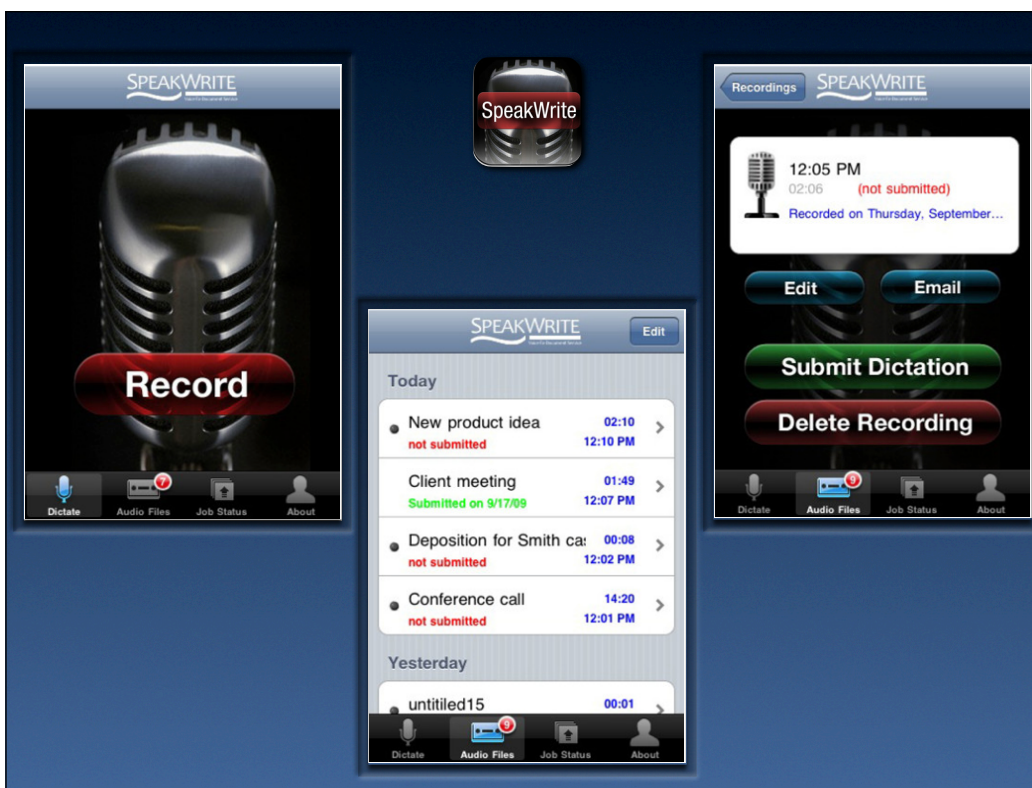 SPEAKWRITE
Record
7
Dictate Audio Files Job Status About
SpeakWrite
SPEAKWRITE
Edit
Today
New product idea 02:10
not submitted 12:10 PM
Client meeting 01:49
Submitted on 9/17/09 12:07 PM
Deposition for Smith ca 00:08
not submitted 12:02 PM
Conference call 14:20
not submitted 12:01 PM
Yesterday
untitiled15 00:01
9
Dictate Audio Files Job Status About
Recordings
SPEAKWRITE
12:05 PM
02:06 (not submitted)
Recorded on Thursday, September...
Edit Email
Submit Dictation
Delete Recording
9
Dictate Audio Files Job Status About